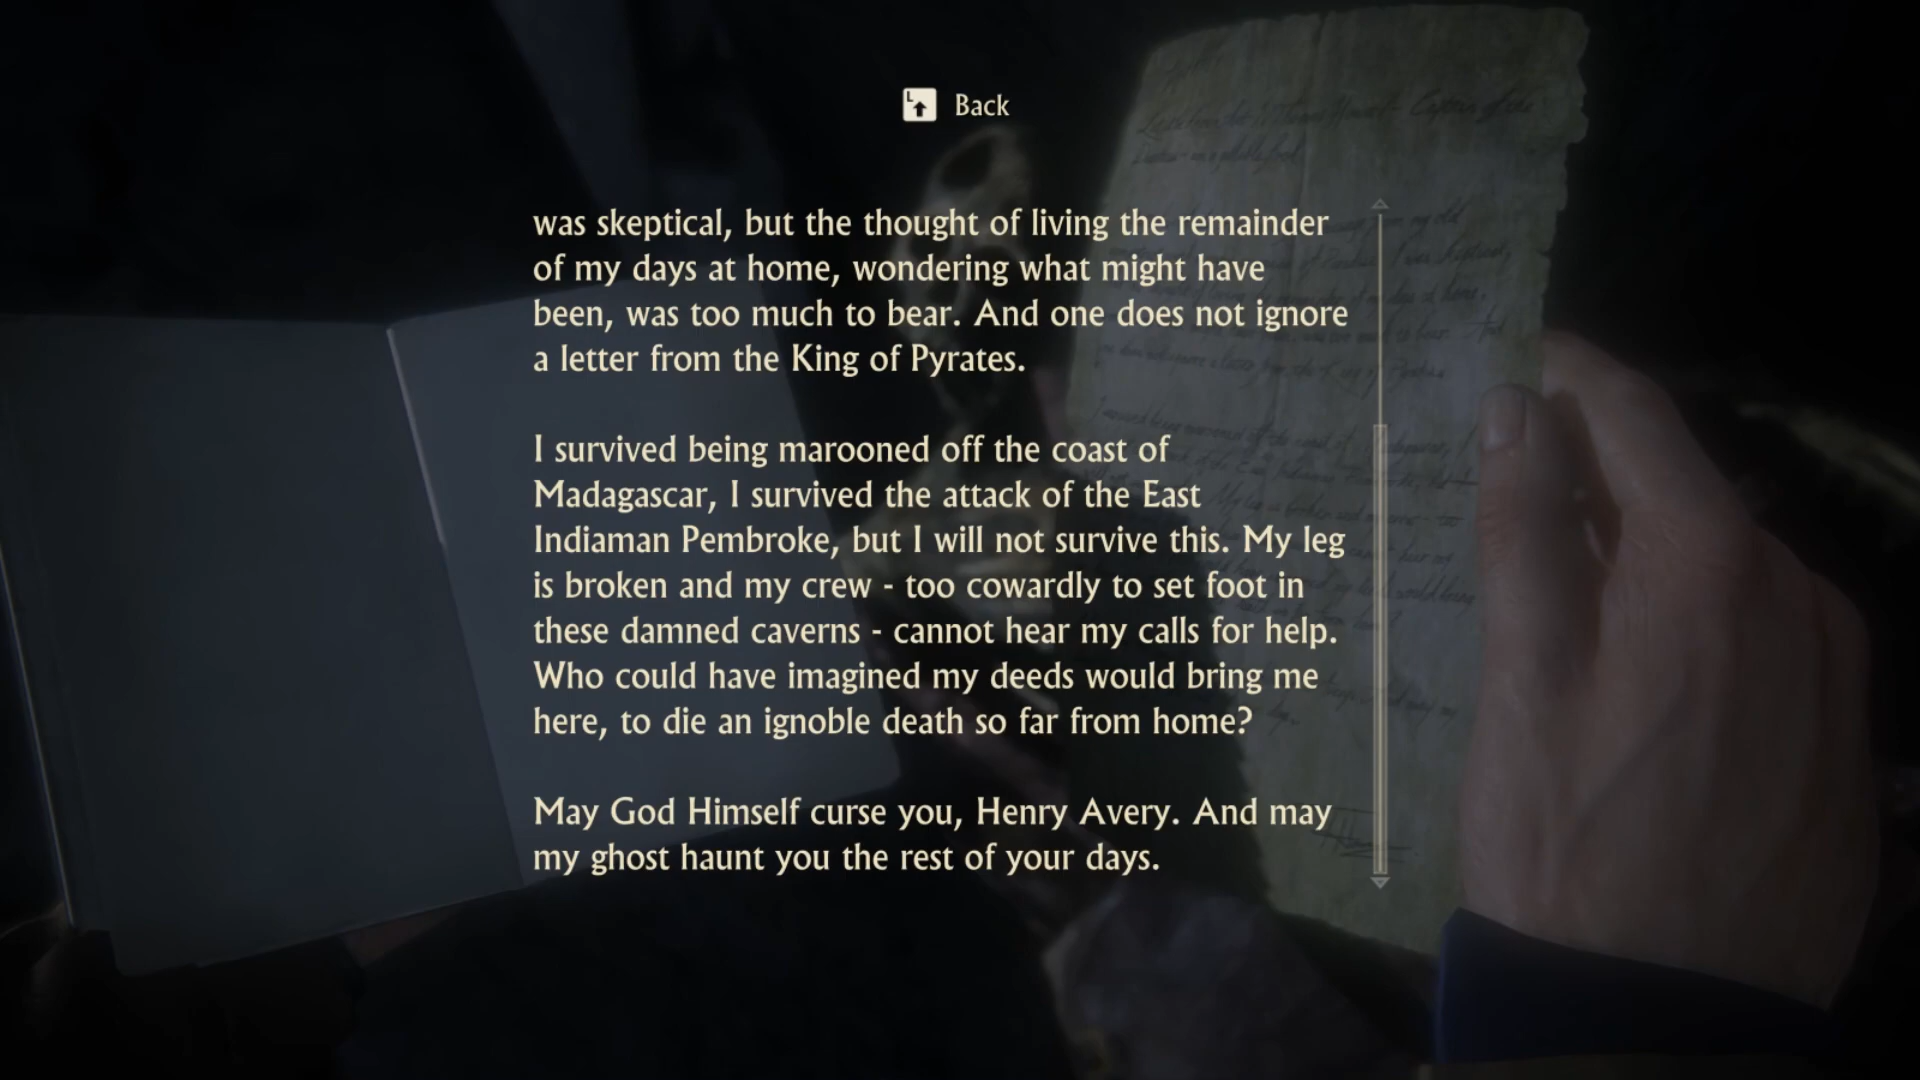 Back
was skeptical, but the thought of living the remainder
of my days at home, wondering what might have
been, was too much to bear. And one does not ignore
a letter from the King of Pyrates.
I survived being marooned off the coast of
Madagascar, I survived the attack of the East
Indiaman Pembroke, but I will not survive this. My leg
is broken and my crew - too cowardly to set foot in
these damned caverns - cannot hear my calls for help.
Who could have imagined my deeds would bring me
here, to die an ignoble death so far from home?
May God Himself curse you, Henry Avery. And may
my ghost haunt you the rest of your days.